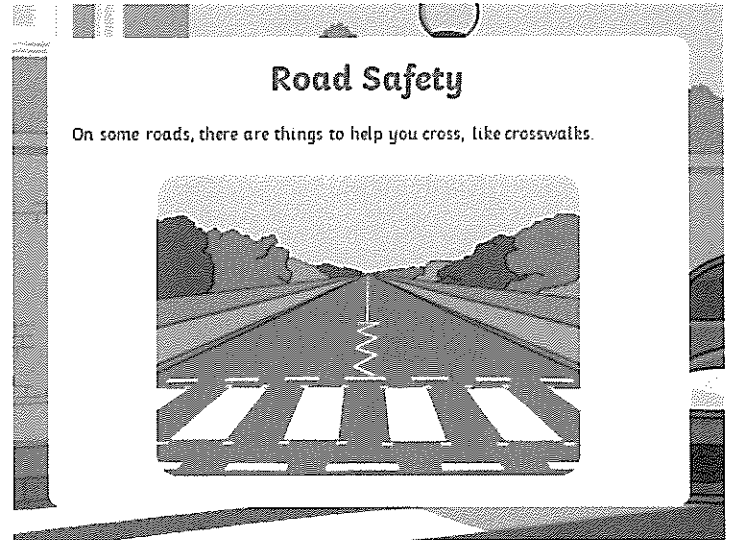 Road Safety
On some roads, there are things to help you cross, like crosswalks.